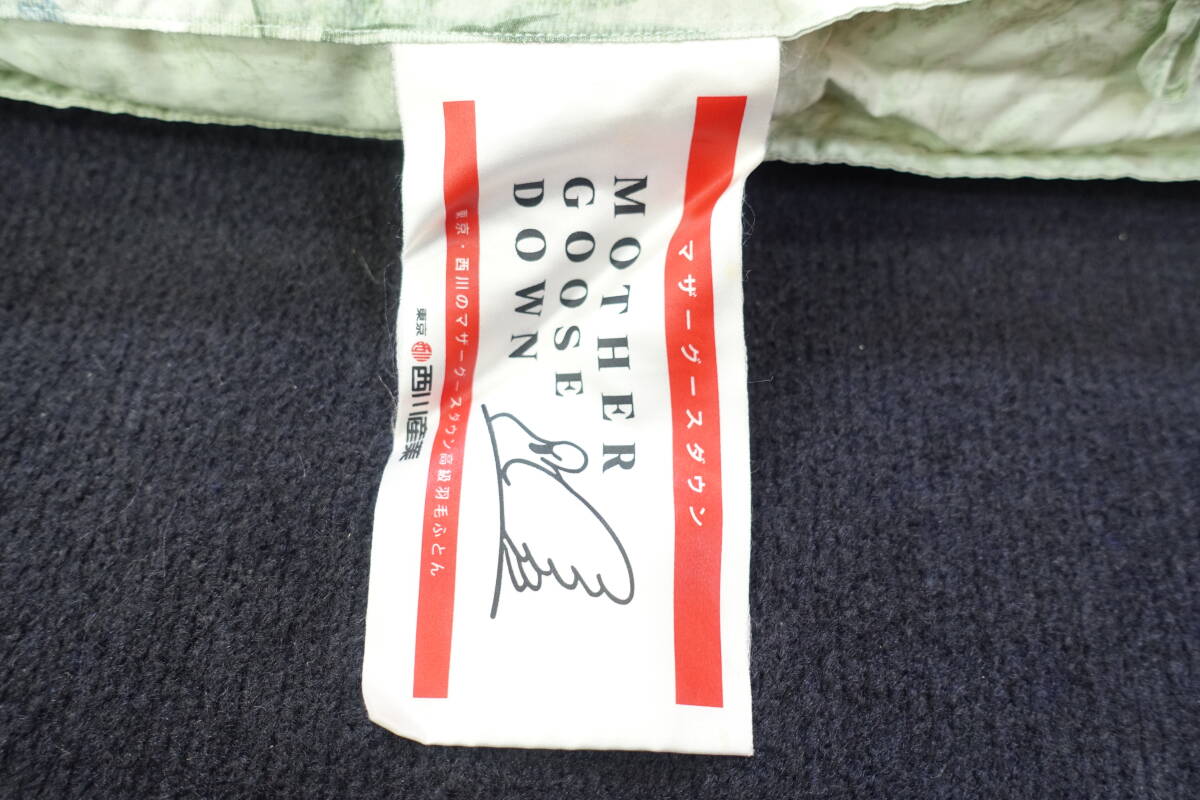 マザーグースダウン
MOTHER
GOOSE
DOWN
東京・西川のマザーグースダウン高級羽毛ふとん
東京 西川 西川産業